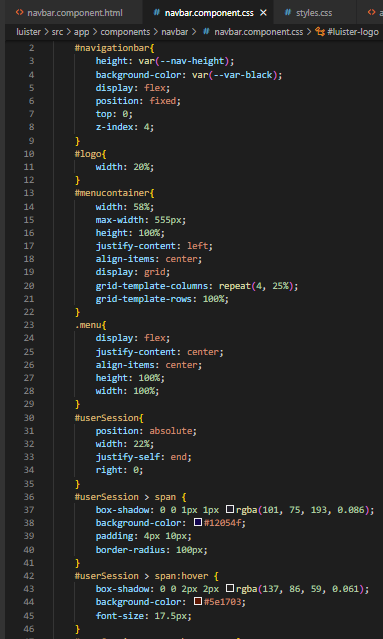 navbar.component.html
# navbar.component.css ×
# styles.css
luister > src > app > components > navbar > # navbar.component.css > #luister-logo
2 #navigationbar{
3 height: var(--nav-height);
4 background-color: var(--var-black);
5 display: flex;
6 position: fixed;
7 top: 0;
8 z-index: 4;
9 }
10 #logo{
11 width: 20%;
12 }
13 #menucontainer{
14 width: 58%;
15 max-width: 555px;
16 height: 100%;
17 justify-content: left;
18 align-items: center;
19 display: grid;
20 grid-template-columns: repeat(4, 25%);
21 grid-template-rows: 100%;
22 }
23 .menu{
24 display: flex;
25 justify-content: center;
26 align-items: center;
27 height: 100%;
28 width: 100%;
29 }
30 #userSession{
31 position: absolute;
32 width: 22%;
33 justify-self: end;
34 right: 0;
35 }
36 #userSession > span {
37 box-shadow: 0 0 1px 1px rgba(101, 75, 193, 0.086);
38 background-color: #12054f;
39 padding: 4px 10px;
40 border-radius: 100px;
41 }
42 #userSession > span:hover {
43 box-shadow: 0 0 2px 2px rgba(137, 86, 59, 0.061);
44 background-color: #5e1703;
45 font-size: 17.5px;
46 }